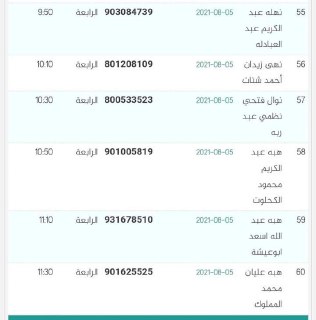 55 نهله عبد 2021-08-05 903084739 الرابعة 9:50
الكريم عبد
العبادله
56 نهى زيدان 2021-08-05 801208109 الرابعة 10:10
أحمد شتات
57 نوال فتحي 2021-08-05 800533523 الرابعة 10:30
نظمي عبد
ربه
58 هبه عبد 2021-08-05 901005819 الرابعة 10:50
الكريم
محمود
الكحلوت
59 هبه عبد 2021-08-05 931678510 الرابعة 11:10
الله اسعد
ابوعيشة
60 هبه عليان 2021-08-05 901625525 الرابعة 11:30
محمد
المملوك